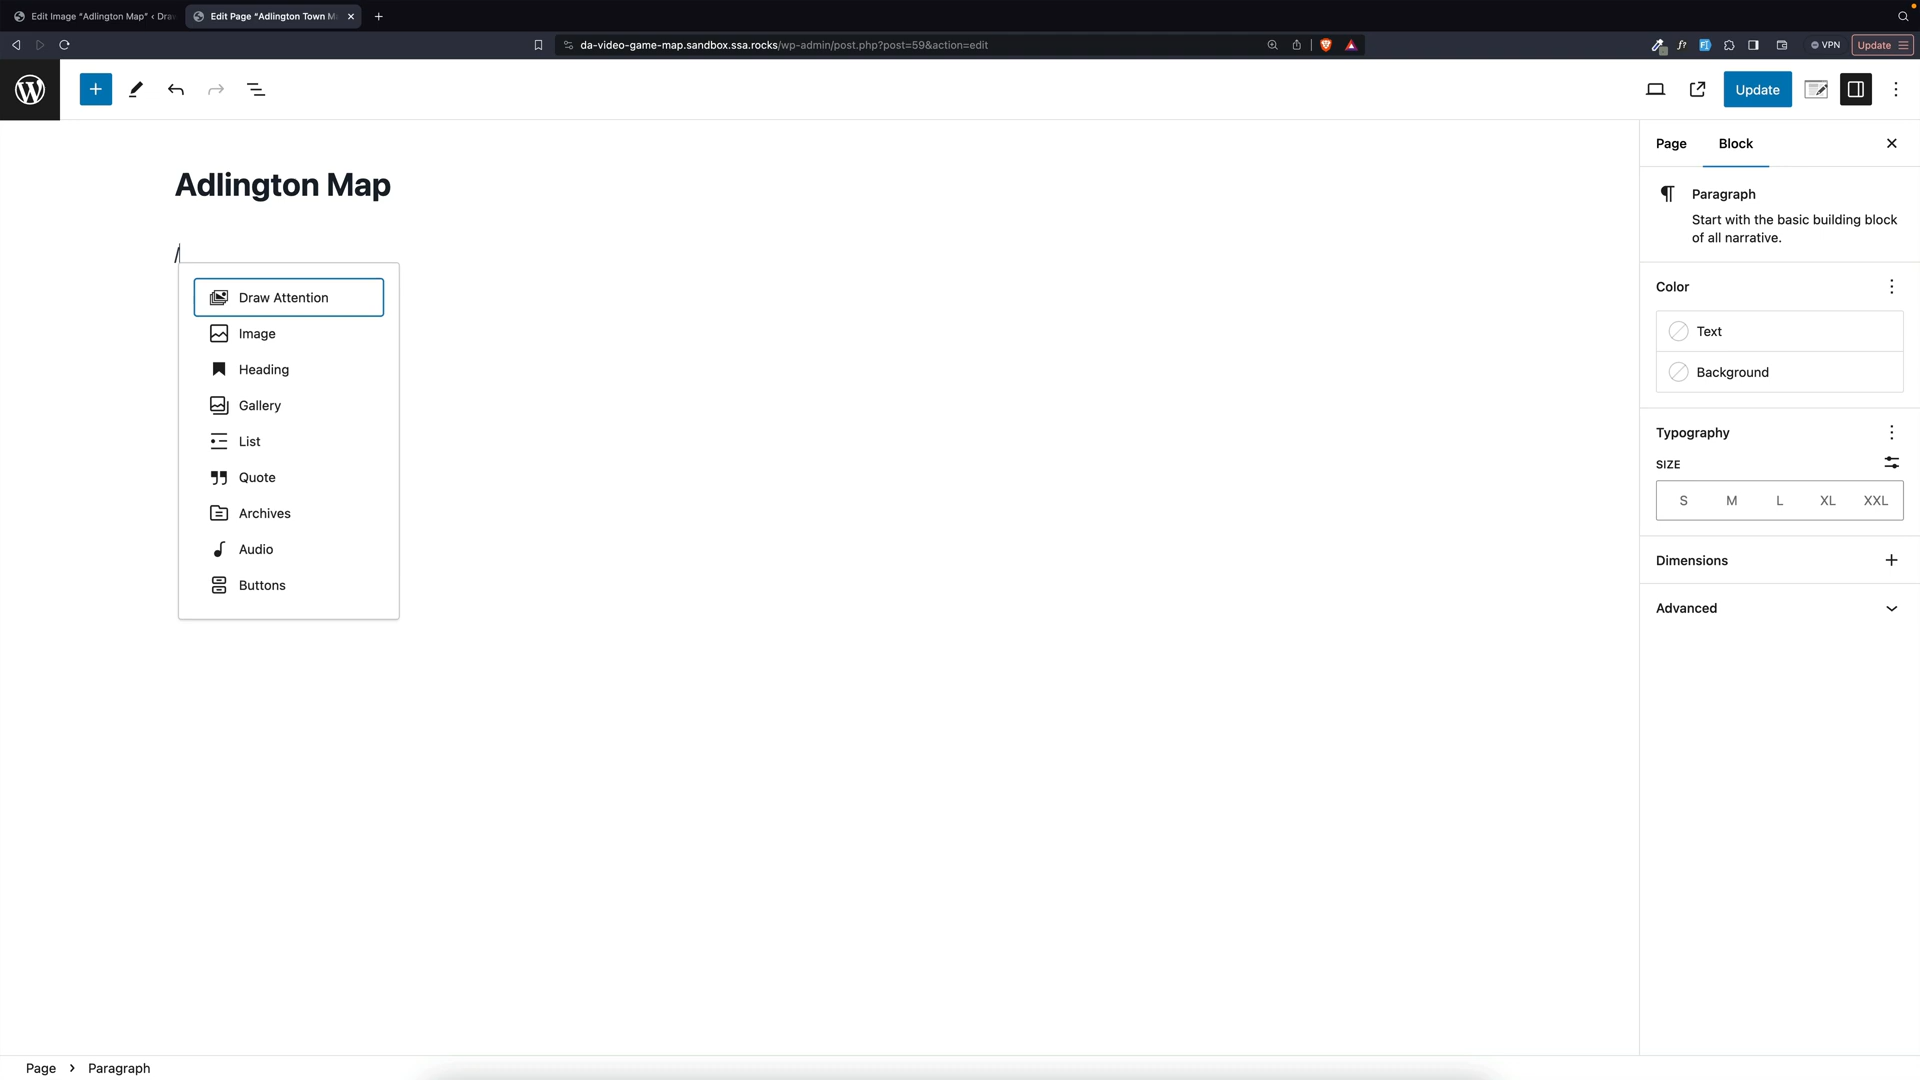 Edit Image "Adlington Map" ‹ Dra
Edit Page "Adlington Town M
da-video-game-map.sandbox.ssa.rocks/wp-admin/post.php?post=59&action=edit
VPN
Update
Update
Page
Block
Adlington Map
Paragraph
Start with the basic building block
of all narrative.
/
Draw Attention
Image
Heading
Gallery
List
Quote
Archives
Audio
Buttons
Color
Text
Background
Typography
SIZE
S M L XL XXL
Dimensions
Advanced
Page > Paragraph